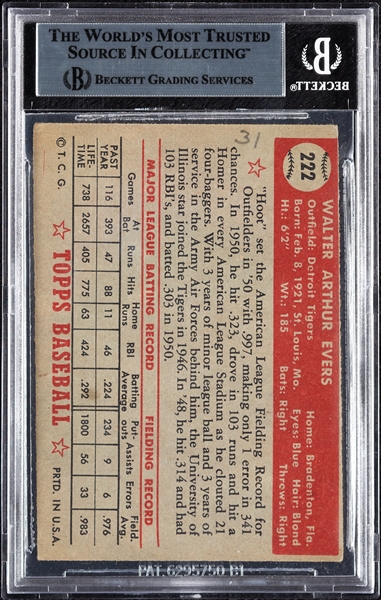 THE WORLD'S MOST TRUSTED
SOURCE IN COLLECTING™
BECKETT GRADING SERVICES
BECKETT
222
WALTER ARTHUR EVERS
Outfield: Detroit Tigers Home: Bradenton, Fla.
Born: Feb. 8, 1921, St. Louis, Mo. Eyes: Blue Hair: Blond
Ht.: 6'2" Wt.: 185 Bats: Right Throws: Right
31
"Hoot" set the American League Fielding Record for
Outfielders in '50 with .997, making only 1 error in 341
chances. In 1950, he hit .323, drove in 103 runs and hit a
Homer in every American League Stadium as he clouted 21
four-baggers. With 3 years of minor league ball and 3 years of
service in the Army Air Forces behind him, the University of
Illinois star joined the Tigers in 1946. In '48, he hit .314 and had
103 RBI's, and batted .303 in 1950.
MAJOR LEAGUE BATTING RECORD FIELDING RECORD
Games At Bat Runs Hits Home Runs RBI Batting Average Put-outs Assists Errors Field. Avg.
PAST YEAR 116 393 47 88 11 46 .224 234 9 6 .976
LIFE-TIME 738 2657 405 775 63 424 .292 1800 56 33 .983
© T.C.G. TOPPS BASEBALL PRTD. IN U.S.A.
PAT. 6295750 B1